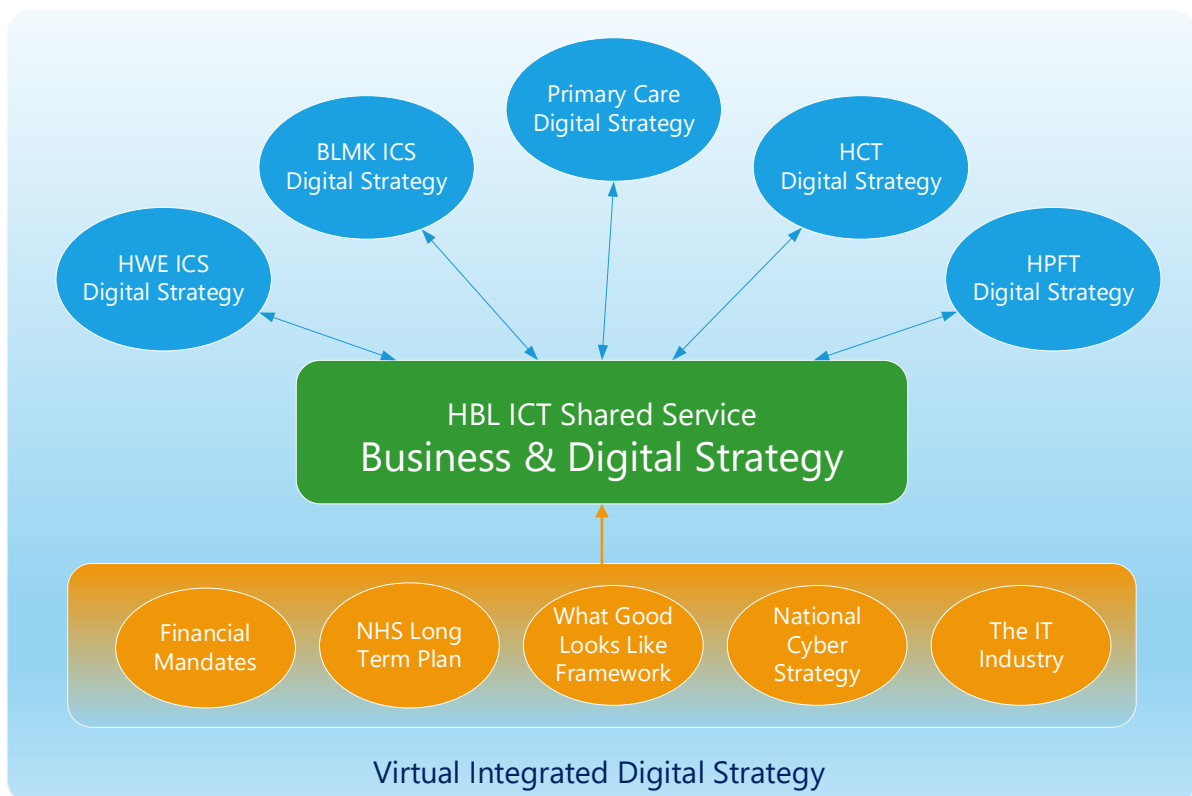 Primary Care
Digital Strategy
BLMK ICS
Digital Strategy
HCT
Digital Strategy
HWE ICS
Digital Strategy
HPFT
Digital Strategy
HBL ICT Shared Service
Business & Digital Strategy
Financial
Mandates
NHS Long
Term Plan
What Good
Looks Like
Framework
National
Cyber
Strategy
The IT
Industry
Virtual Integrated Digital Strategy